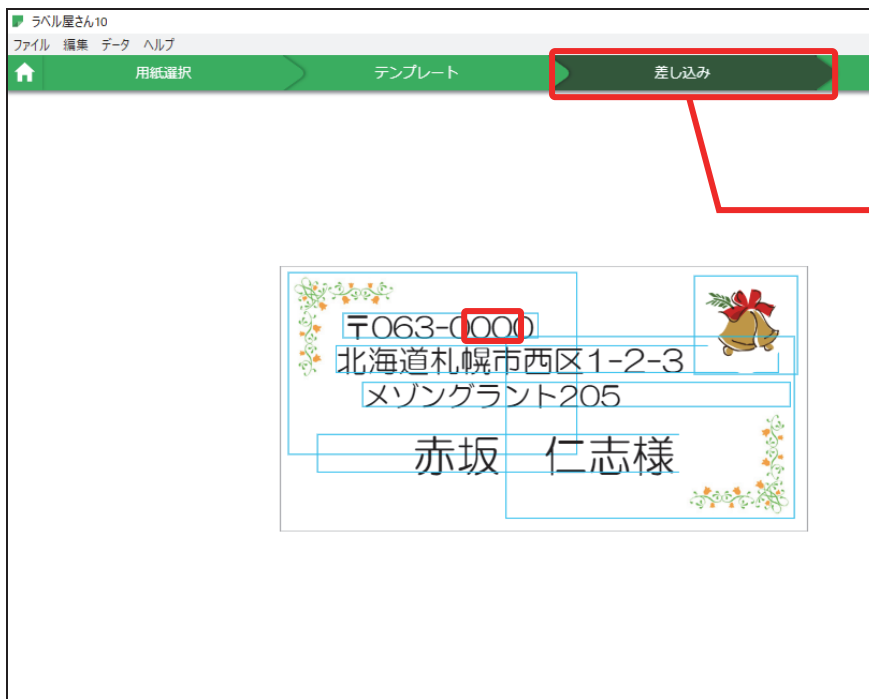 ラベル屋さん10
ファイル 編集 データ ヘルプ
用紙選択 テンプレート 差し込み
〒063-0000
北海道札幌市西区1-2-3
メゾングラント205
赤坂　仁志様